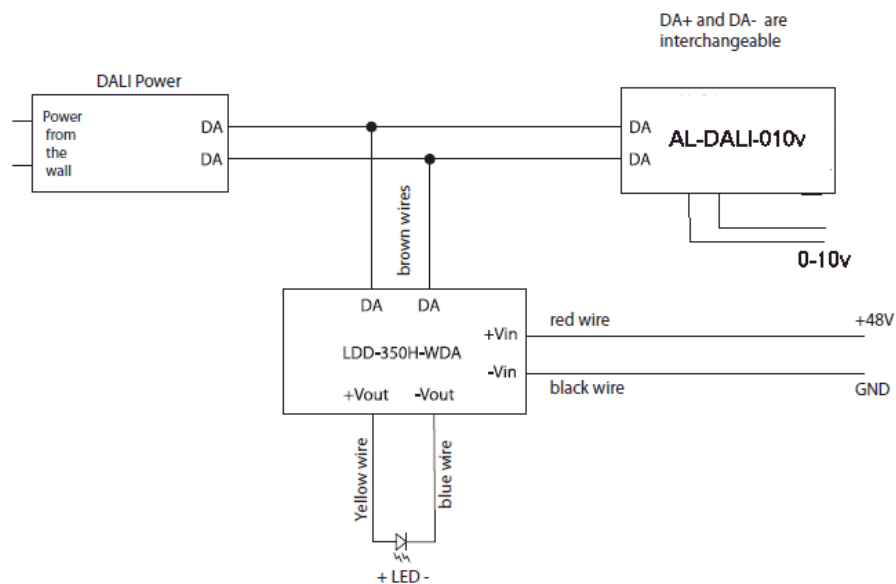 DA+ and DA- are
interchangeable
DALI Power
Power
from
the
wall
DA
DA
DA
DA
AL-DALI-010v
0-10v
brown wires
DA DA
LDD-350H-WDA
+Vin
-Vin
+Vout -Vout
red wire
+48V
black wire
GND
Yellow wire
blue wire
+ LED -